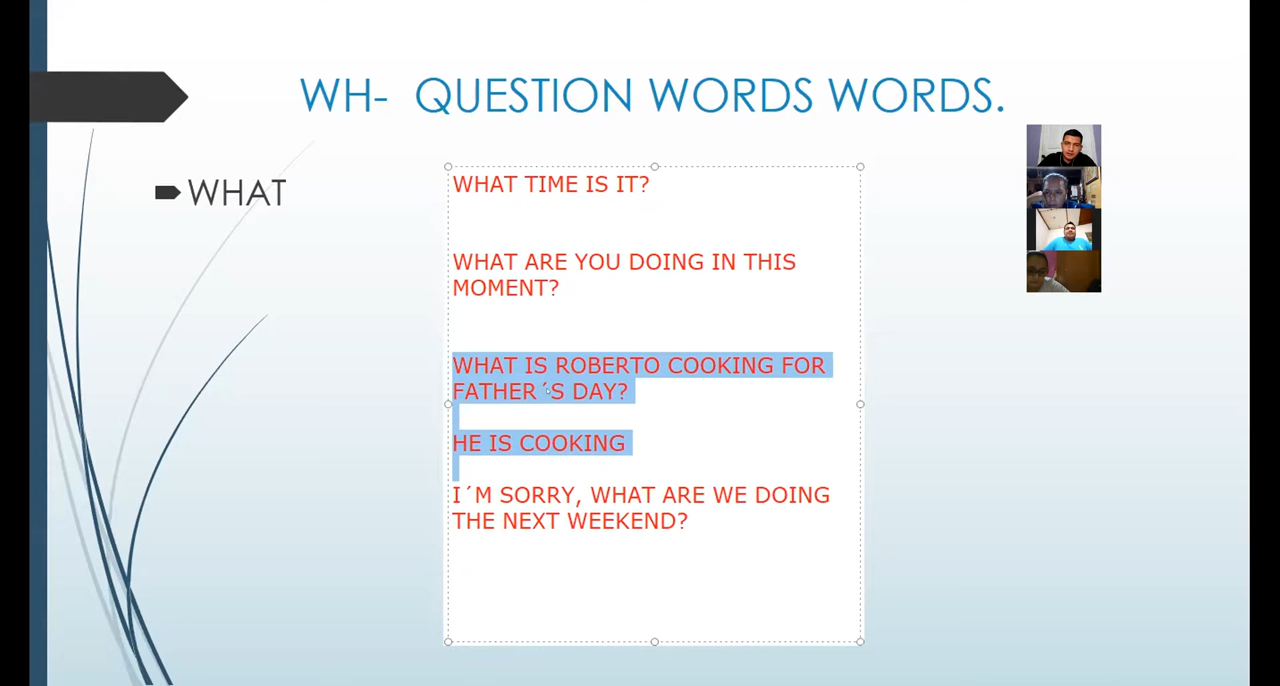 WH-  QUESTION WORDS WORDS.
WHAT
WHAT TIME IS IT?
WHAT ARE YOU DOING IN THIS
MOMENT?
WHAT IS ROBERTO COOKING FOR
FATHER´S DAY?
HE IS COOKING
I´M SORRY, WHAT ARE WE DOING
THE NEXT WEEKEND?